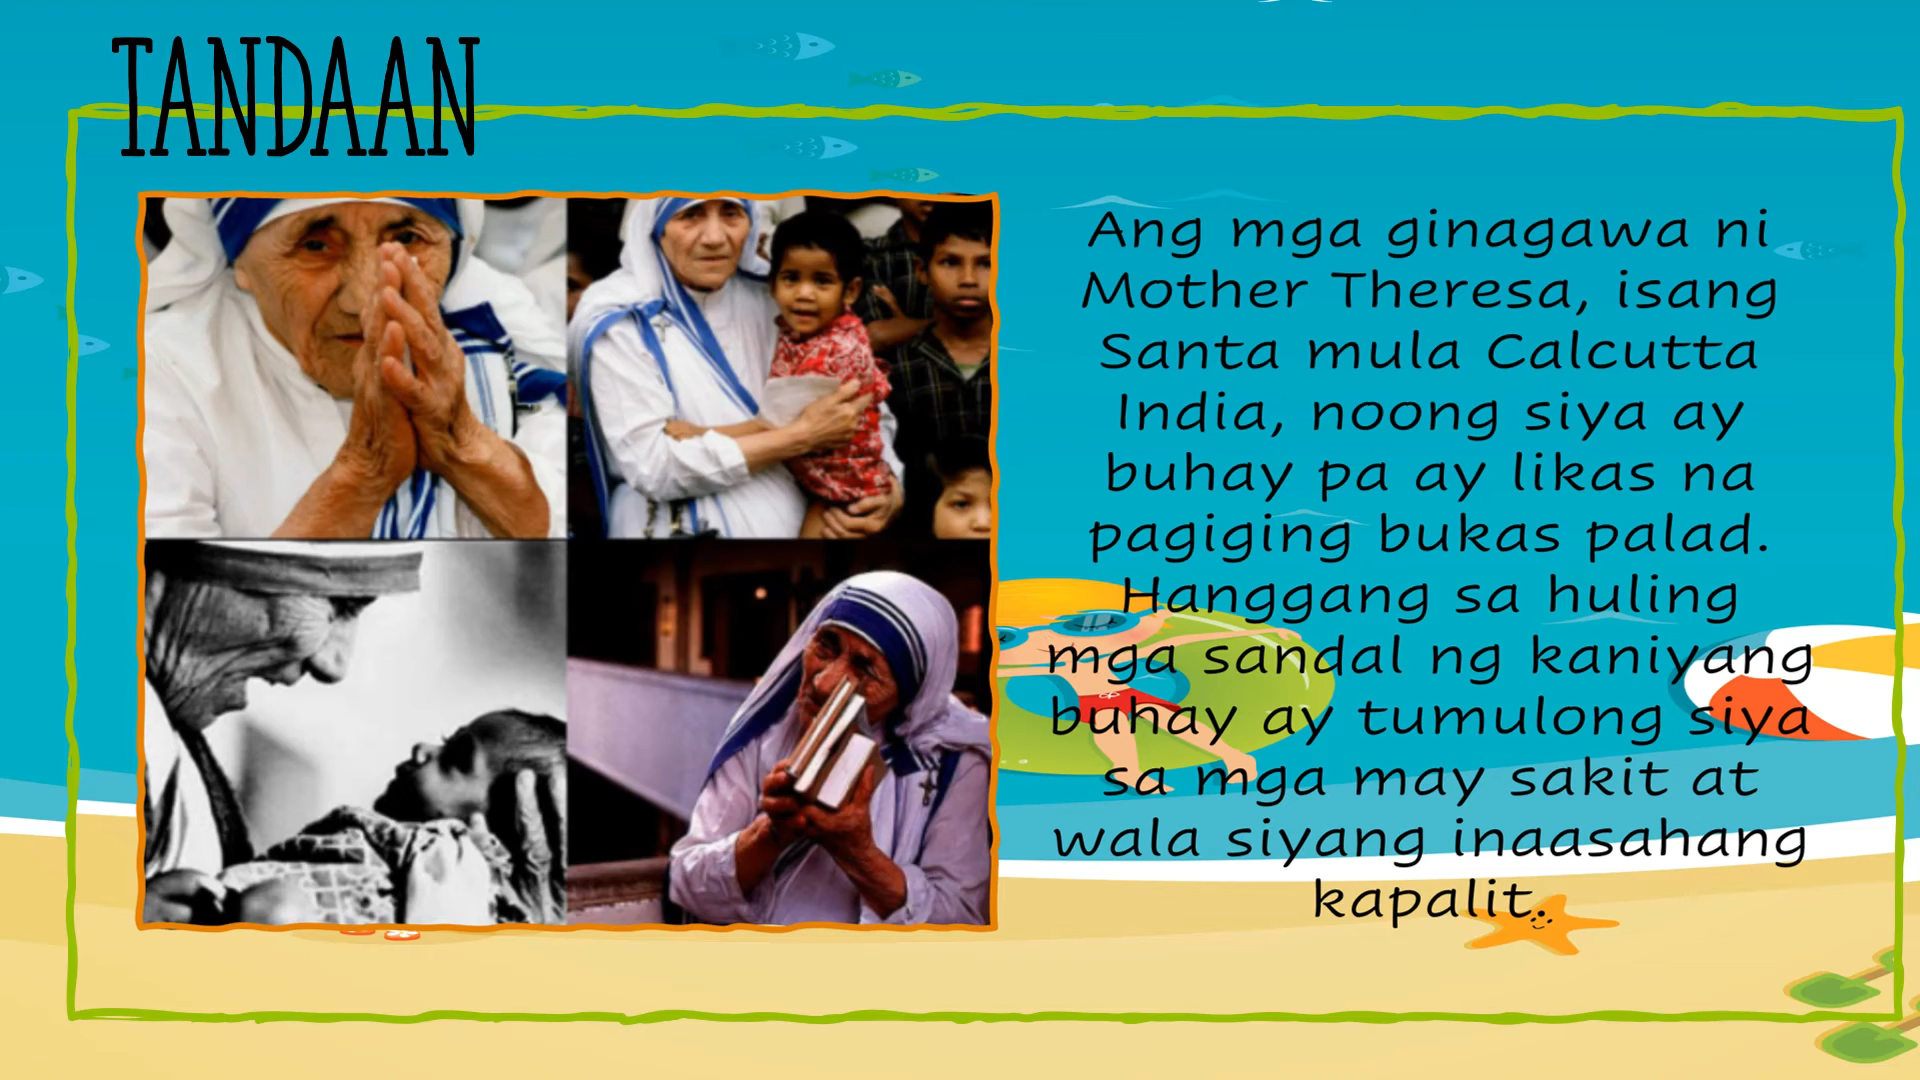 TANDAAN
Ang mga ginagawa ni
Mother Theresa, isang
Santa mula Calcutta
India, noong siya ay
buhay pa ay likas na
pagiging bukas palad.
Hanggang sa huling
mga sandal ng kaniyang
buhay ay tumulong siya
sa mga may sakit at
wala siyang inaasahang
kapalit.